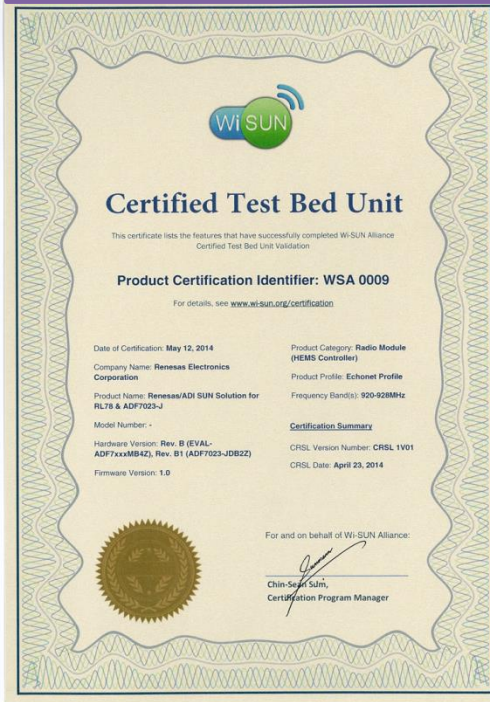 Wi SUN
Certified Test Bed Unit
This certificate lists the features that have successfully completed Wi-SUN Alliance
Certified Test Bed Unit Validation
Product Certification Identifier: WSA 0009
For details, see www.wi-sun.org/certification
Date of Certification: May 12, 2014
Company Name: Renesas Electronics
Corporation
Product Name: Renesas/ADI SUN Solution for
RL78 & ADF7023-J
Model Number: -
Hardware Version: Rev. B (EVAL-
ADF7xxxMB4Z), Rev. B1 (ADF7023-JDB2Z)
Firmware Version: 1.0
Product Category: Radio Module
(HEMS Controller)
Product Profile: Echonet Profile
Frequency Band(s): 920-928MHz
Certification Summary
CRSL Version Number: CRSL 1V01
CRSL Date: April 23, 2014
For and on behalf of Wi-SUN Alliance:
Chin-Sean Sum,
Certification Program Manager